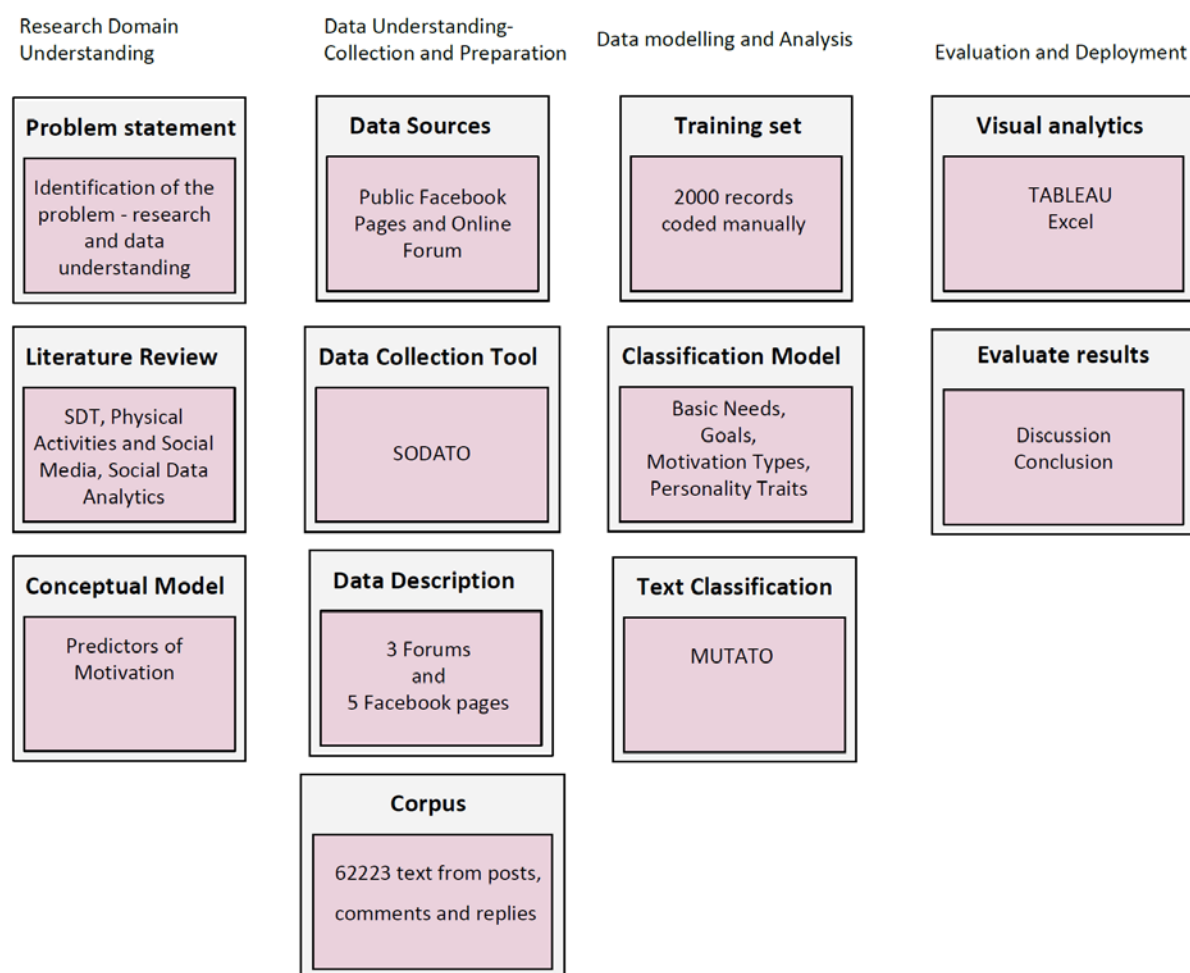 Research Domain
Understanding
Problem statement
Identification of the
problem - research
and data
understanding
Literature Review
SDT, Physical
Activities and Social
Media, Social Data
Analytics
Conceptual Model
Predictors of
Motivation
Data Understanding-
Collection and Preparation
Data Sources
Public Facebook
Pages and Online
Forum
Data Collection Tool
SODATO
Data Description
3 Forums
and
5 Facebook pages
Corpus
62223 text from posts,
comments and replies
Data modelling and Analysis
Training set
2000 records
coded manually
Classification Model
Basic Needs,
Goals,
Motivation Types,
Personality Traits
Text Classification
MUTATO
Evaluation and Deployment
Visual analytics
TABLEAU
Excel
Evaluate results
Discussion
Conclusion